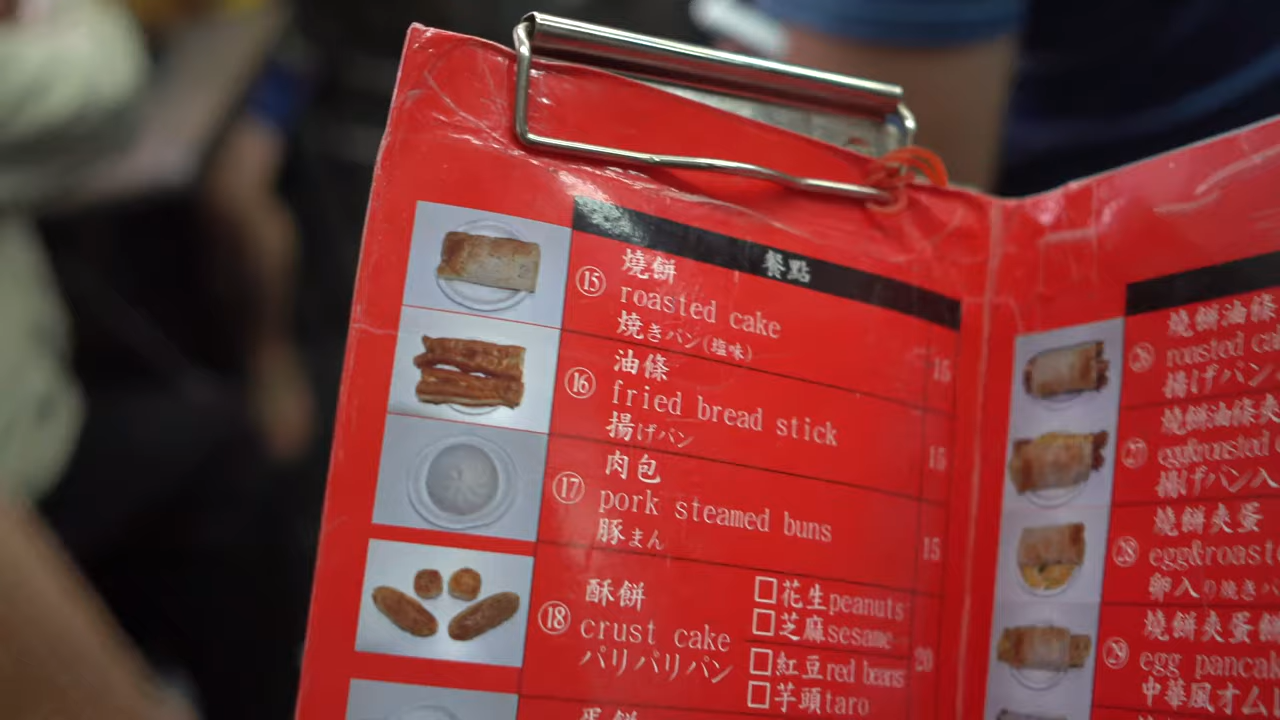 餐點
⑮
燒餅
roasted cake
焼きパン(塩味)
15
⑯
油條
fried bread stick
揚げパン
15
⑰
肉包
pork steamed buns
豚まん
15
⑱
酥餅
crust cake
パリパリパン
□花生peanuts
□芝麻sesame
□紅豆red beans
□芋頭taro
20
蛋餅
燒餅油條
roasted
揚げパン
㉗
燒餅油條夾
揚げパン入
㉘
燒餅夾蛋
egg&roast
卵入り焼き
㉙
燒餅夾蛋餅
egg pancak
中華風オム